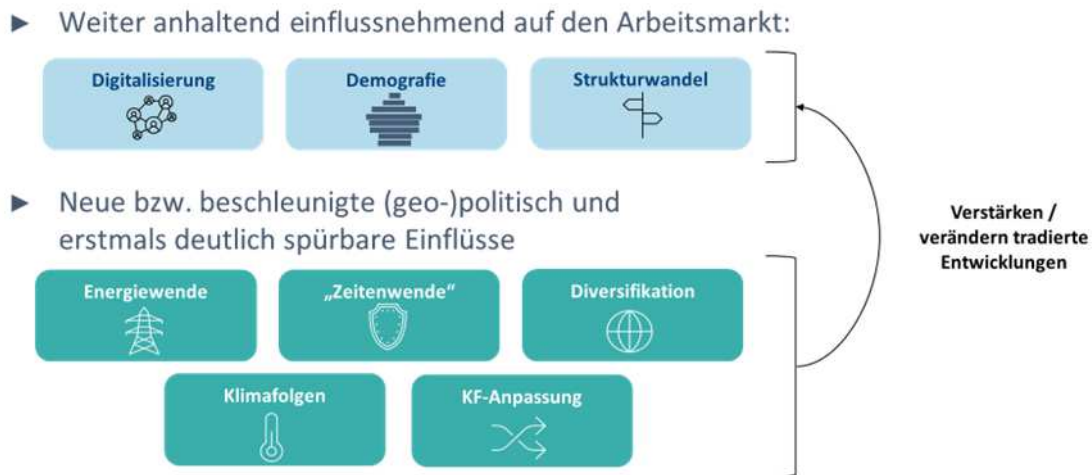 ► Weiter anhaltend einflussnehmend auf den Arbeitsmarkt:
Digitalisierung
Demografie
Strukturwandel
► Neue bzw. beschleunigte (geo-)politisch und
erstmals deutlich spürbare Einflüsse
Energiewende
„Zeitenwende“
Diversifikation
Klimafolgen
KF-Anpassung
Verstärken /
verändern tradierte
Entwicklungen